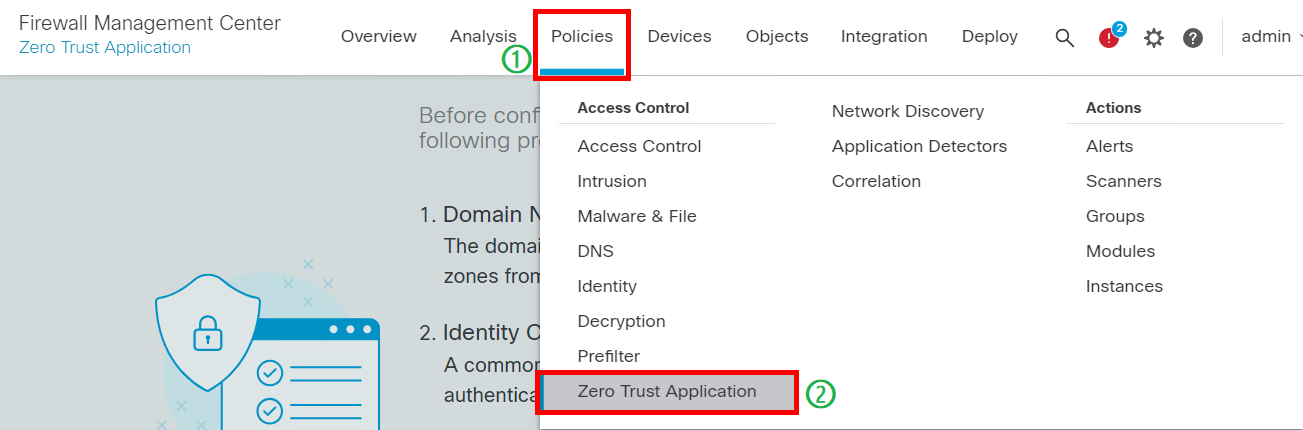 Firewall Management Center
Zero Trust Application
Overview Analysis Policies Devices Objects Integration Deploy 2 admin
1
Before conf
following pr
1. Domain N
The domai
zones from
2. Identity C
A common
authentica
Access Control
Access Control
Intrusion
Malware & File
DNS
Identity
Decryption
Prefilter
Zero Trust Application
2
Network Discovery
Application Detectors
Correlation
Actions
Alerts
Scanners
Groups
Modules
Instances